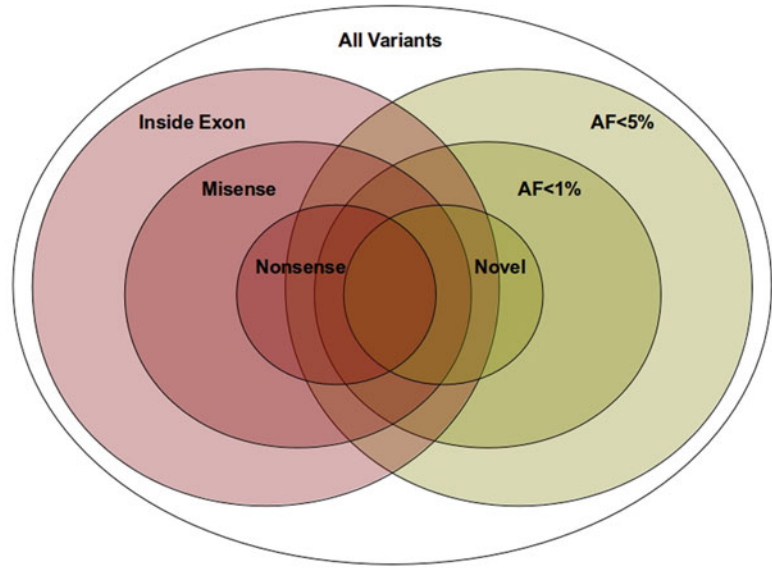 All Variants
Inside Exon
AF<5%
Misense
AF<1%
Nonsense
Novel